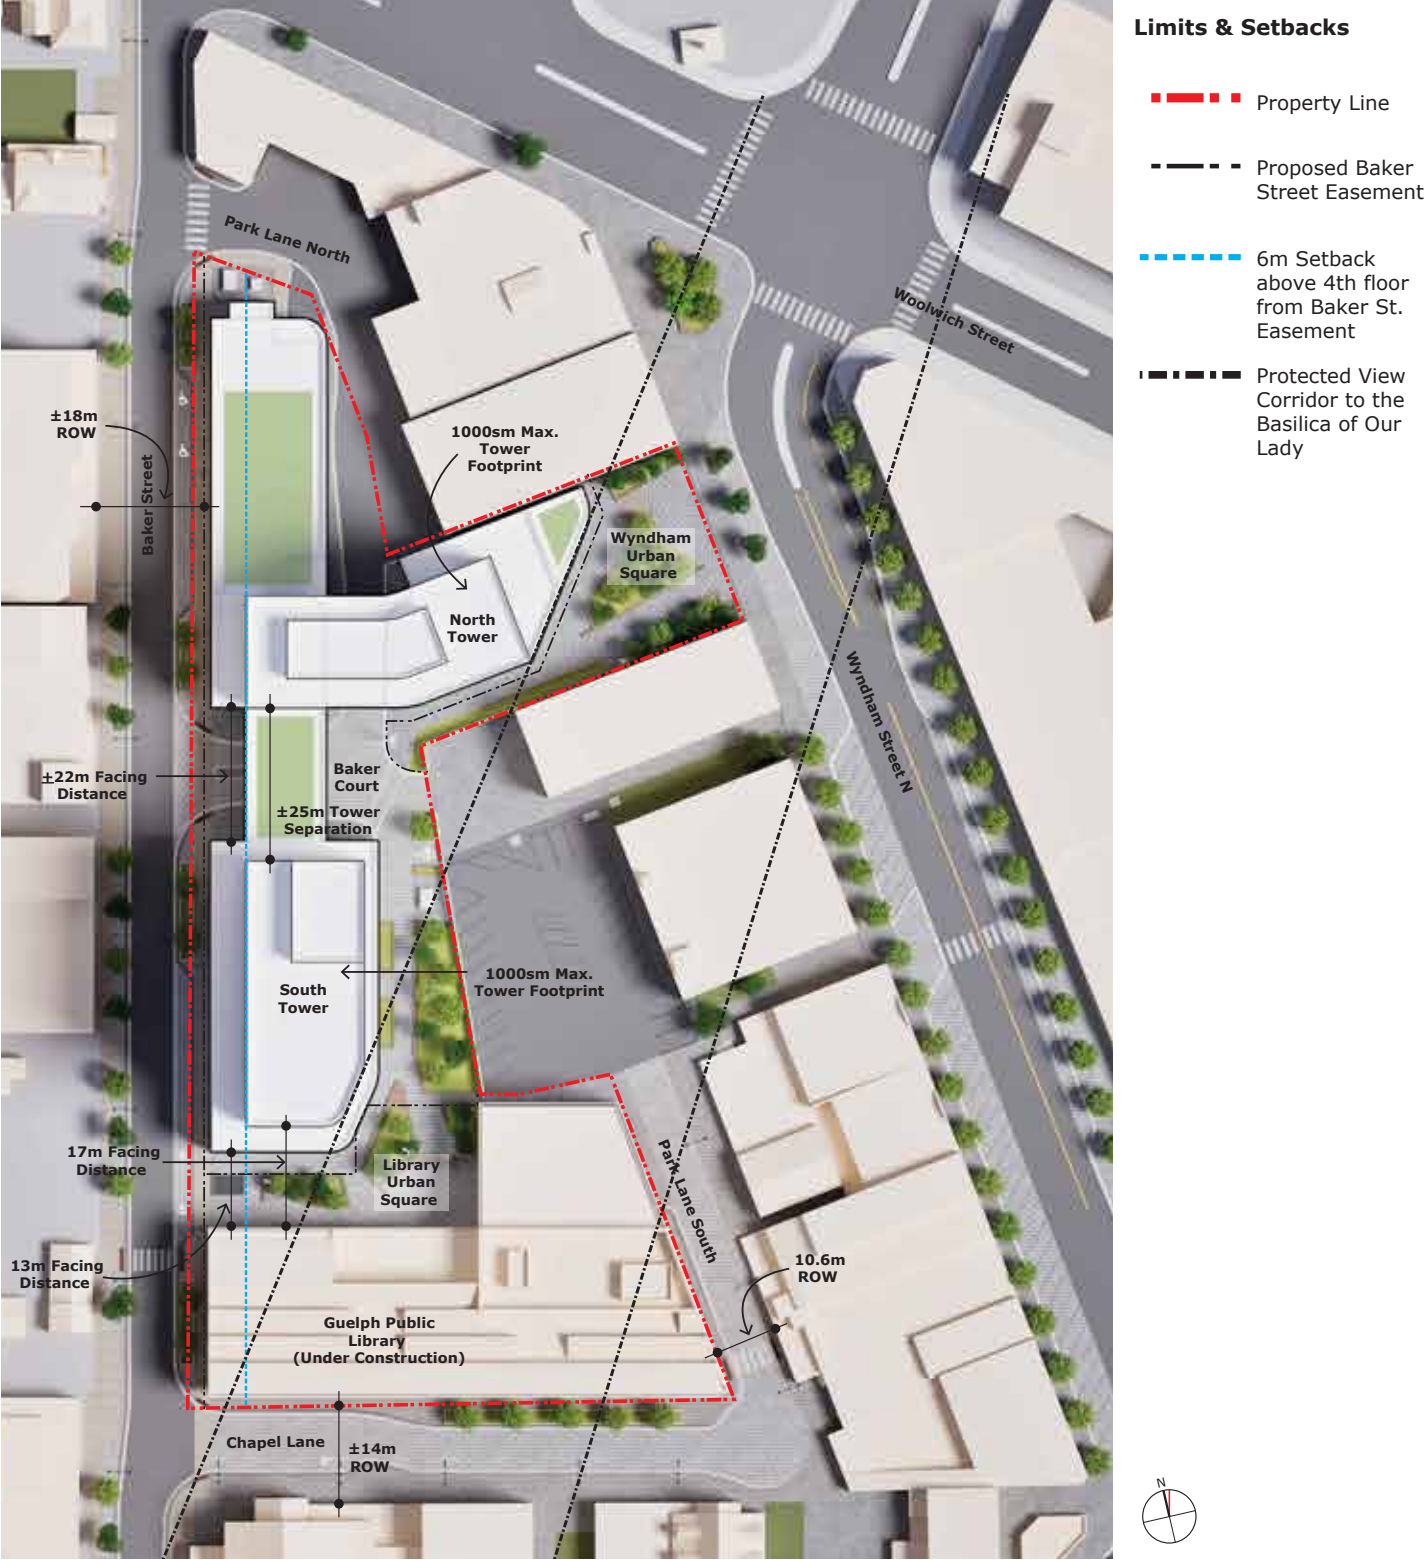 Limits & Setbacks
Property Line
Proposed Baker
Street Easement
6m Setback
above 4th floor
from Baker St.
Easement
Protected View
Corridor to the
Basilica of Our
Lady
Park Lane North
Woolwich Street
±18m
ROW
Baker Street
1000sm Max.
Tower
Footprint
Wyndham
Urban
Square
North
Tower
Wyndham Street N
±22m Facing
Distance
Baker
Court
±25m Tower
Separation
South
Tower
1000sm Max.
Tower Footprint
17m Facing
Distance
Library
Urban
Square
Park Lane South
13m Facing
Distance
10.6m
ROW
Guelph Public
Library
(Under Construction)
Chapel Lane
±14m
ROW
N